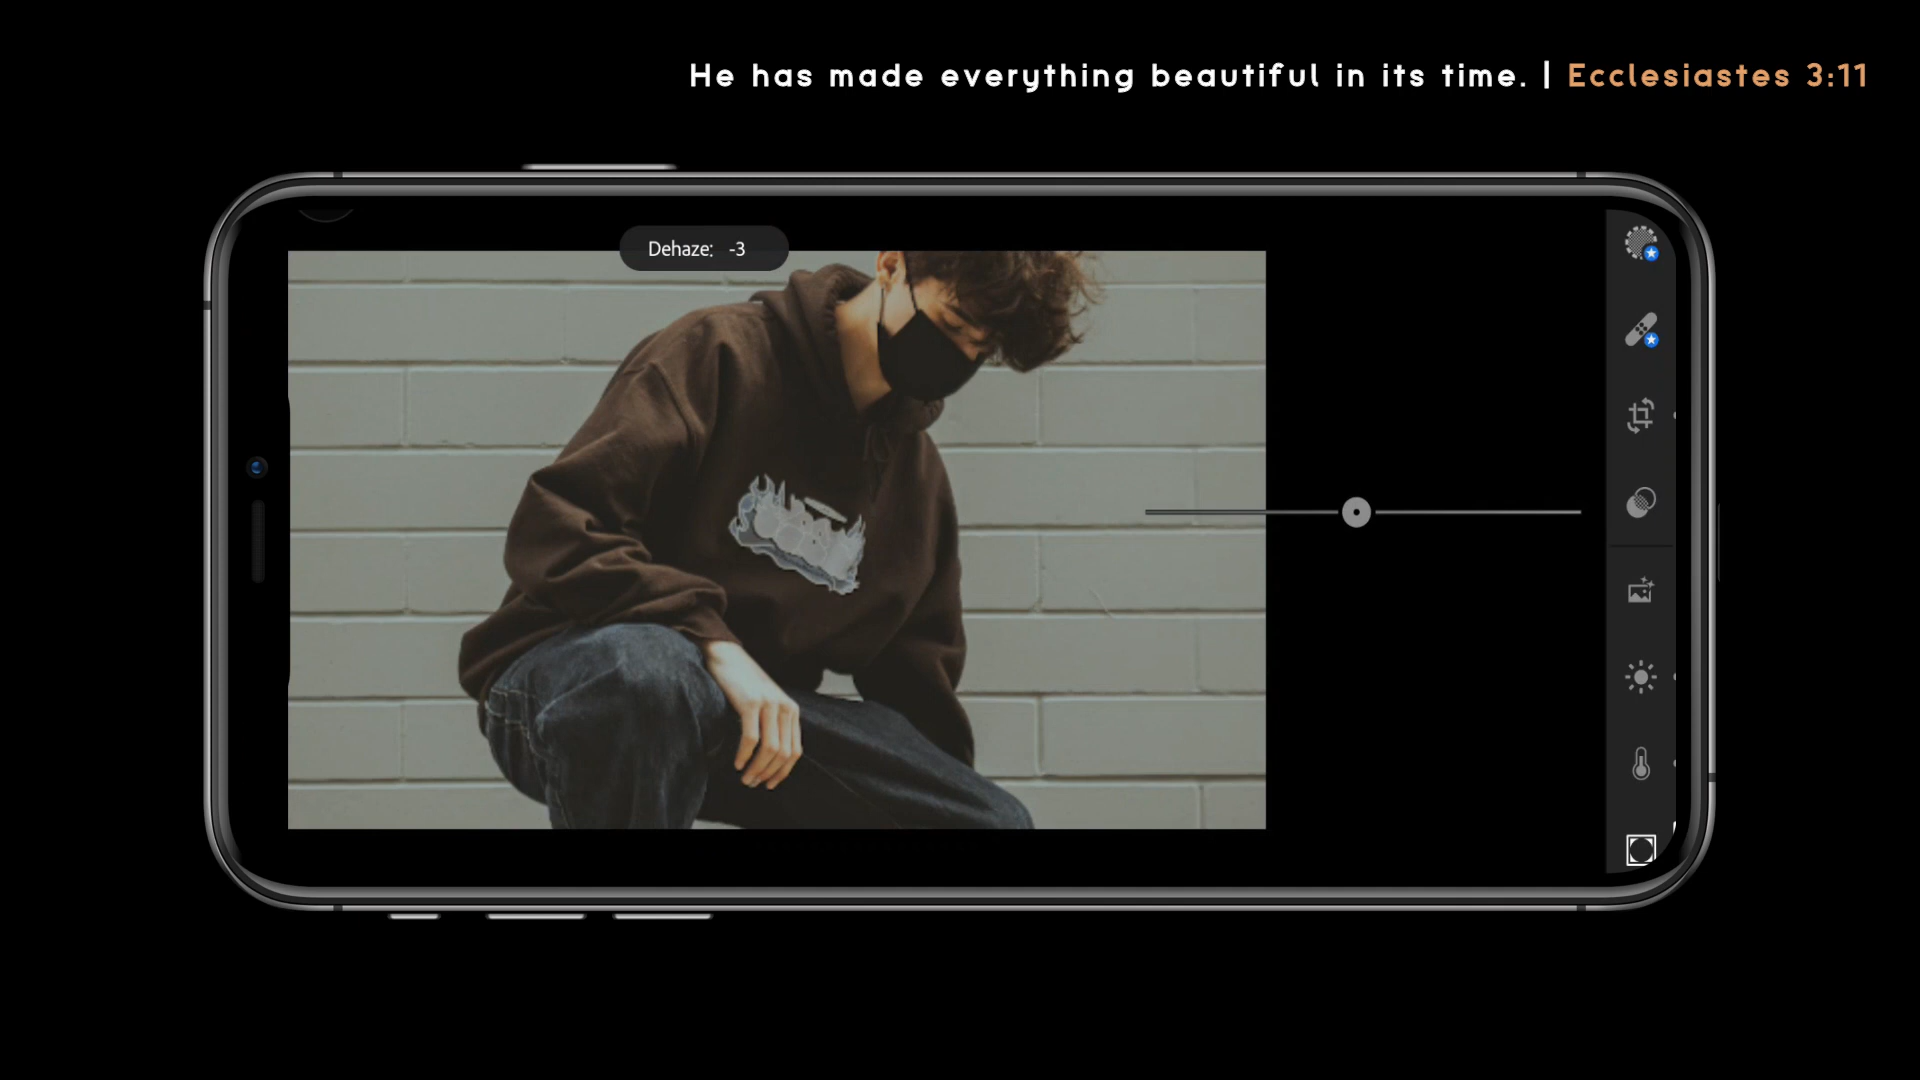 He has made everything beautiful in its time. | Ecclesiastes 3:11
Dehaze: -3